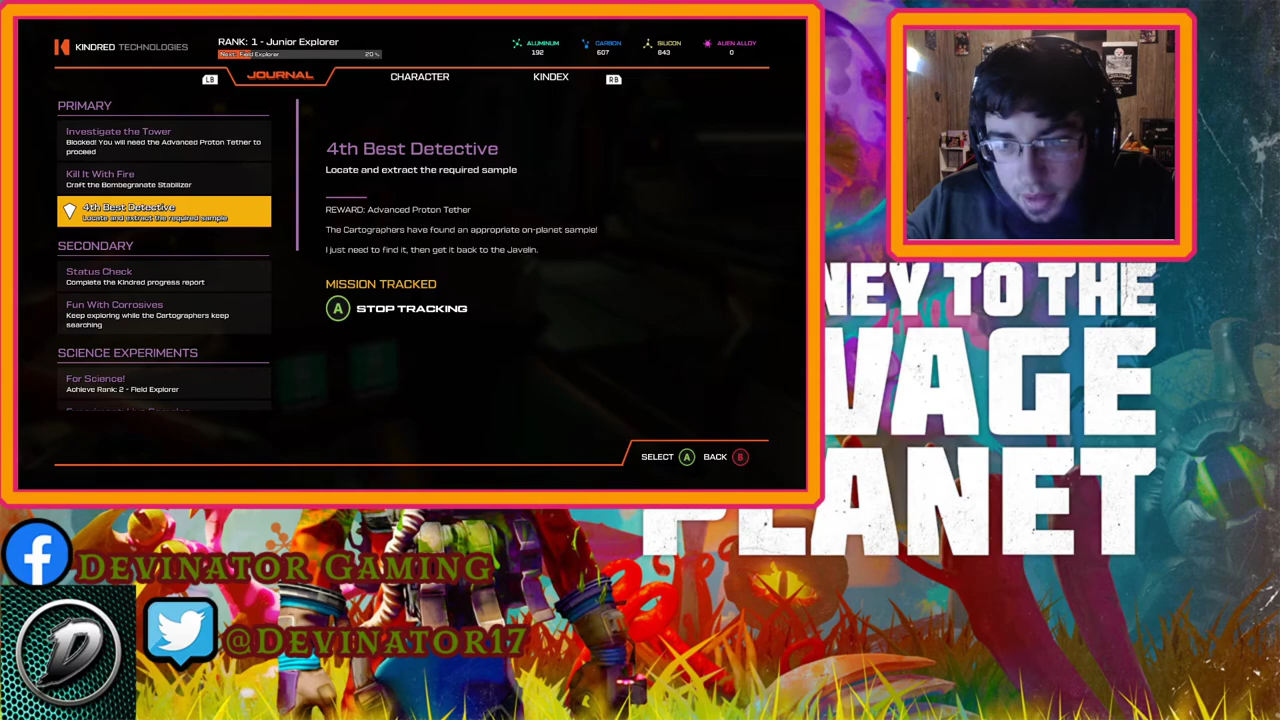 KINDRED TECHNOLOGIES
RANK: 1 - Junior Explorer
Next: Field Explorer 20%
ALUMINUM
192
CARBON
607
SILICON
643
ALIEN ALLOY
0
LB
JOURNAL
CHARACTER
KINDEX
RB
PRIMARY
Investigate the Tower
Blocked! You will need the Advanced Proton Tether to
proceed
Kill It With Fire
Craft the Bombegranate Stabilizer
4th Best Detective
Locate and extract the required sample
SECONDARY
Status Check
Complete the Kindred progress report
Fun With Corrosives
Keep exploring while the Cartographers keep
searching
SCIENCE EXPERIMENTS
For Science!
Achieve Rank: 2 - Field Explorer
4th Best Detective
Locate and extract the required sample
REWARD: Advanced Proton Tether
The Cartographers have found an appropriate on-planet sample!
I just need to find it, then get it back to the Javelin.
MISSION TRACKED
A STOP TRACKING
SELECT A BACK B
NEY TO THE
VAGE
PLANET
f Devinator Gaming
D
@Devinator17